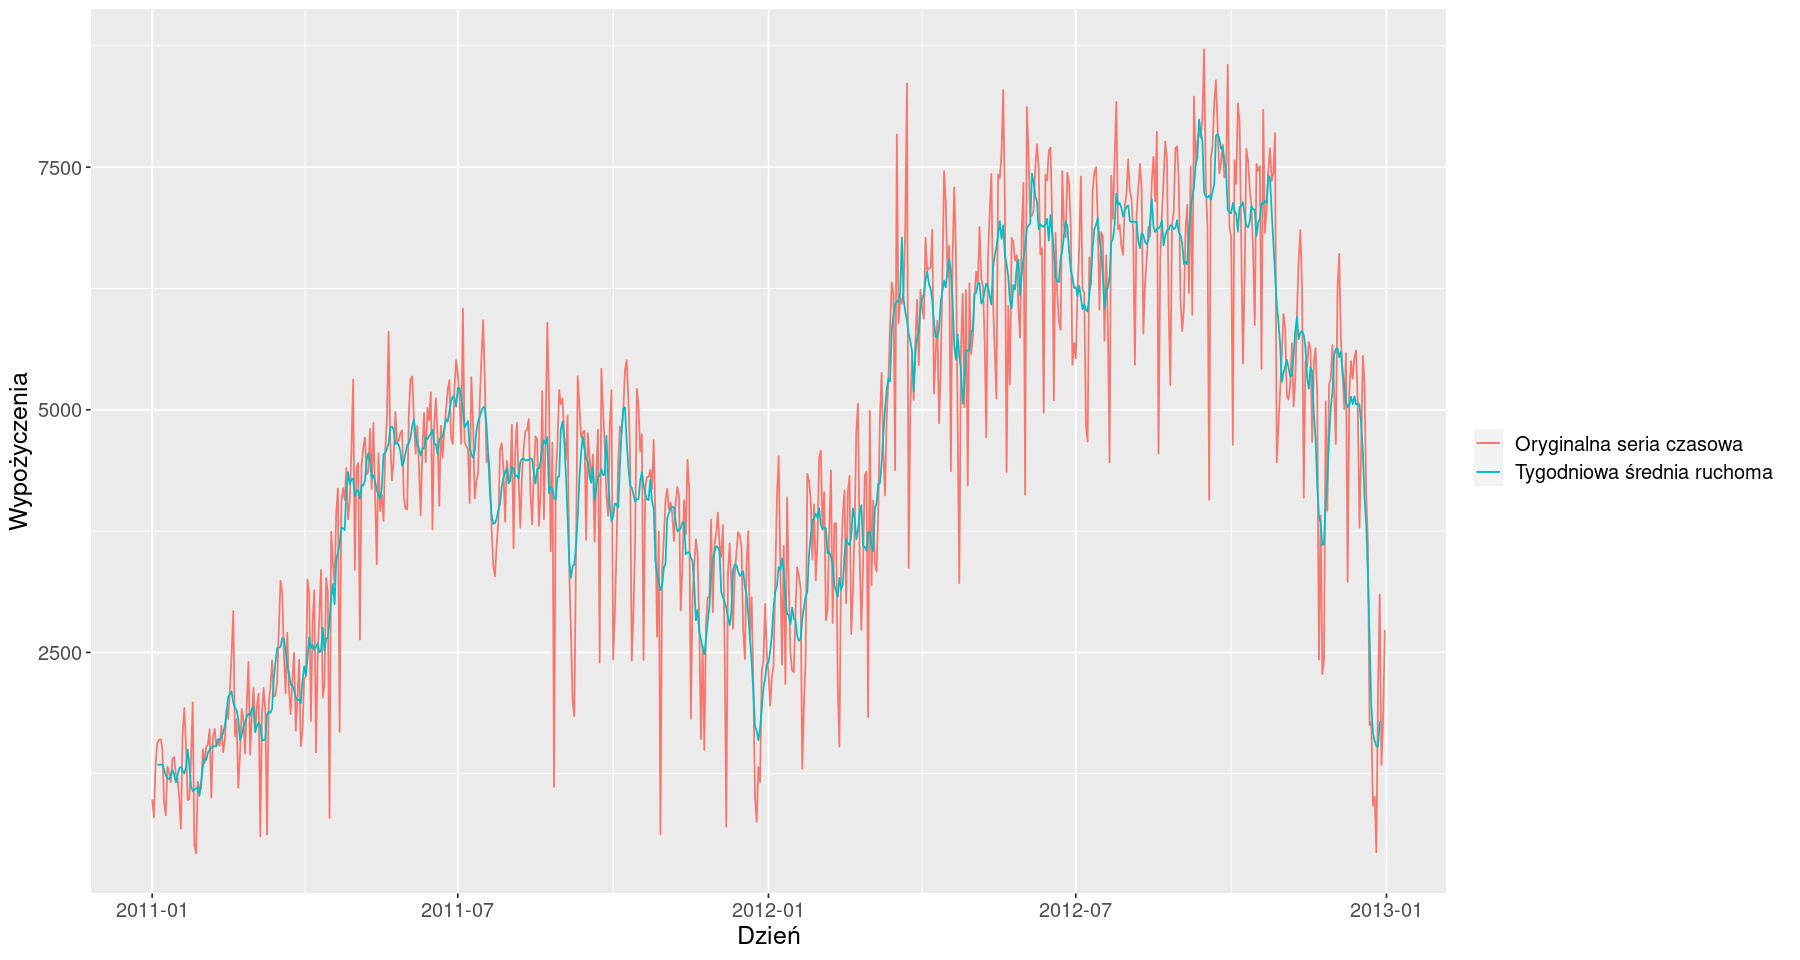 Wypożyczenia
7500
5000
2500
2011-01
2011-07
2012-01
2012-07
2013-01
Dzień
Oryginalna seria czasowa
Tygodniowa średnia ruchoma